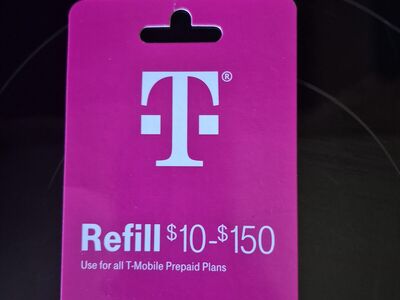 T®
Refill $10-$150
Use for all T-Mobile Prepaid Plans